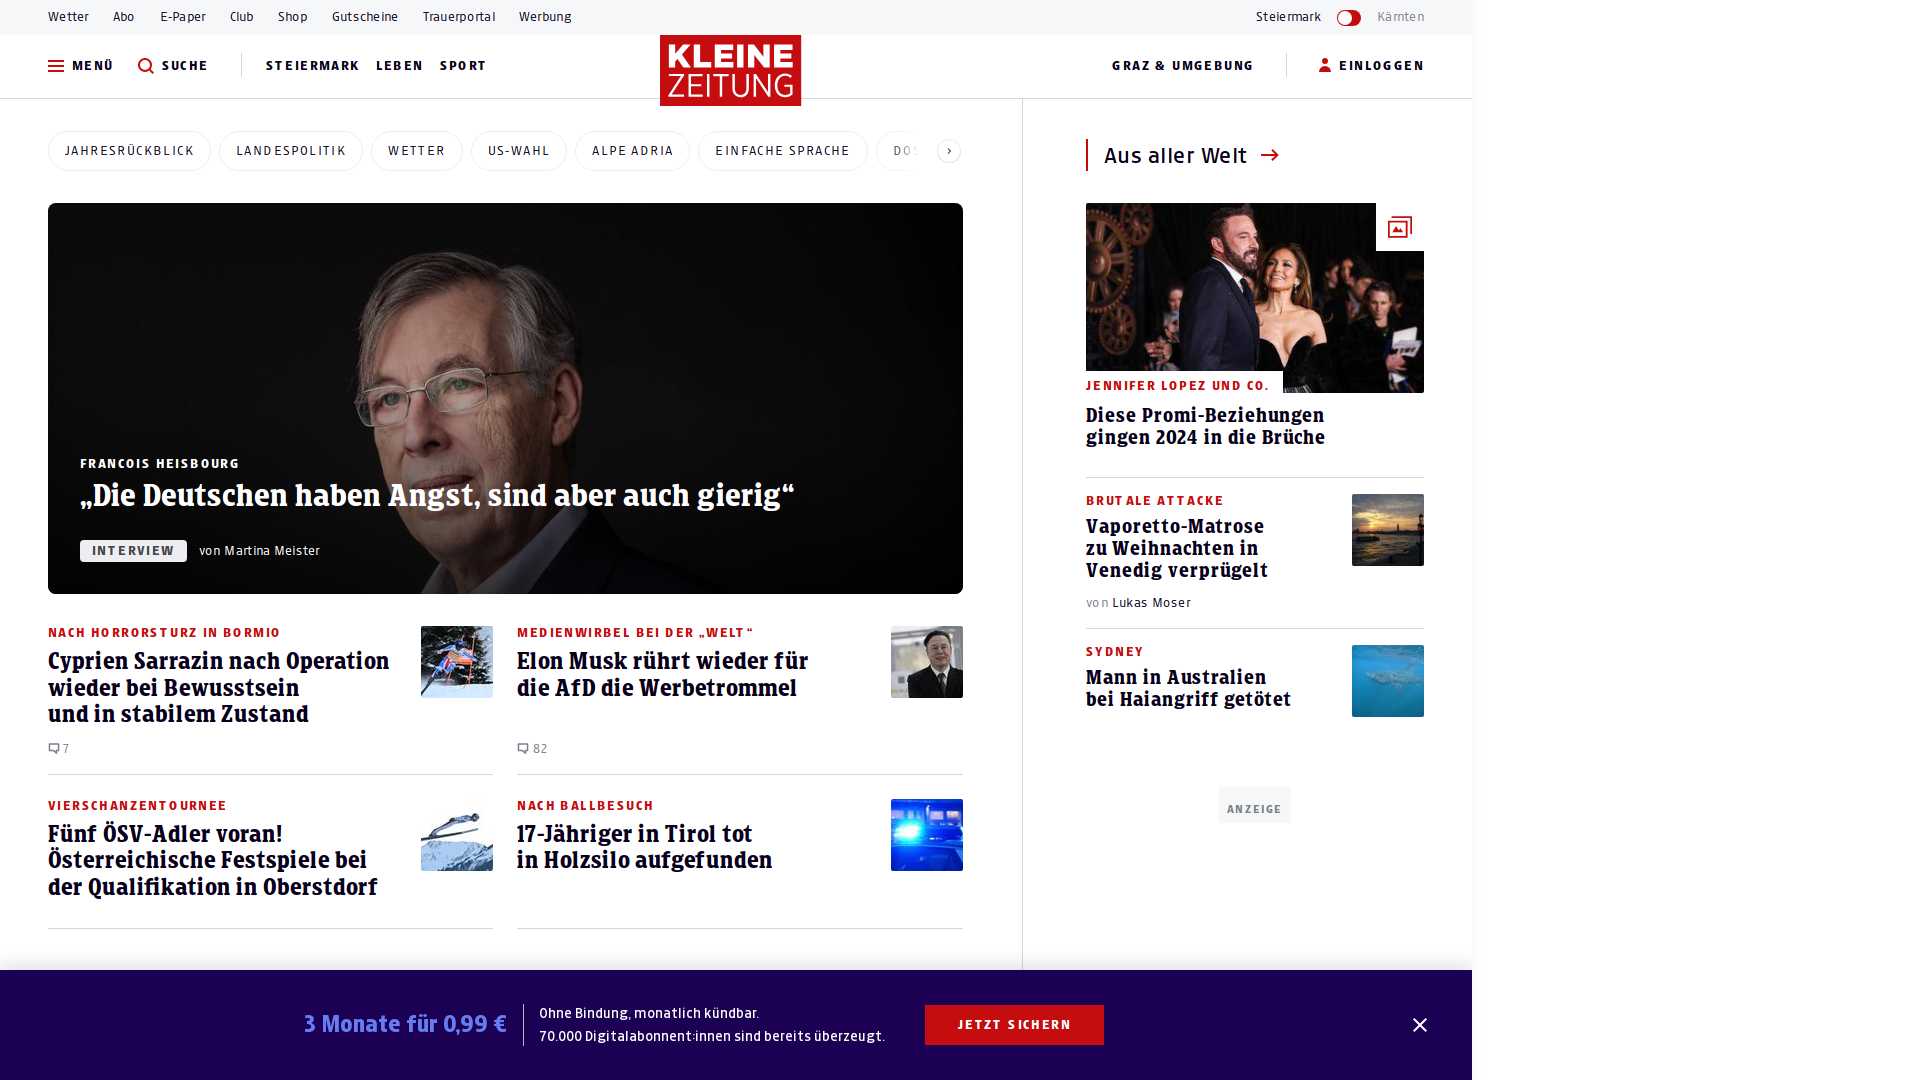 Wetter Abo E-Paper Club Shop Gutscheine Trauerportal Werbung
Steiermark Kärnten
MENÜ SUCHE STEIERMARK LEBEN SPORT
KLEINE
ZEITUNG
GRAZ & UMGEBUNG EINLOGGEN
JAHRESRÜCKBLICK LANDESPOLITIK WETTER US-WAHL ALPE ADRIA EINFACHE SPRACHE
FRANCOIS HEISBOURG
„Die Deutschen haben Angst, sind aber auch gierig“
INTERVIEW von Martina Meister
NACH HORRORSTURZ IN BORMIO
Cyprien Sarrazin nach Operation
wieder bei Bewusstsein
und in stabilem Zustand
7
MEDIENWIRBEL BEI DER „WELT“
Elon Musk rührt wieder für
die AfD die Werbetrommel
82
VIERSCHANZENTOURNEE
Fünf ÖSV-Adler voran!
Österreichische Festspiele bei
der Qualifikation in Oberstdorf
NACH BALLBESUCH
17-Jähriger in Tirol tot
in Holzsilo aufgefunden
Aus aller Welt
JENNIFER LOPEZ UND CO.
Diese Promi-Beziehungen
gingen 2024 in die Brüche
BRUTALE ATTACKE
Vaporetto-Matrose
zu Weihnachten in
Venedig verprügelt
von Lukas Moser
SYDNEY
Mann in Australien
bei Haiangriff getötet
ANZEIGE
3 Monate für 0,99 €
Ohne Bindung, monatlich kündbar.
70.000 Digitalabonnent:innen sind bereits überzeugt.
JETZT SICHERN